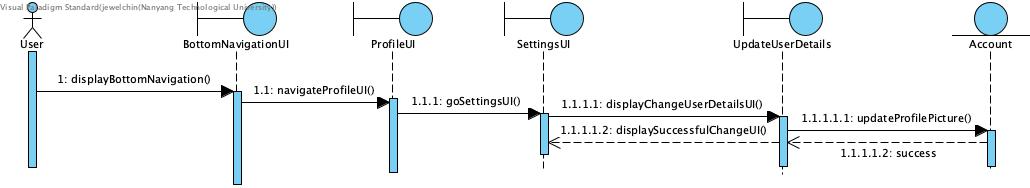 Visual Paradigm Standard(jewelchin(Nanyang Technological University))
User
BottomNavigationUI
ProfileUI
SettingsUI
UpdateUserDetails
Account
1: displayBottomNavigation()
1.1: navigateProfileUI()
1.1.1: goSettingsUI()
1.1.1.1: displayChangeUserDetailsUI()
1.1.1.1.1: updateProfilePicture()
1.1.1.1.2: displaySuccessfulChangeUI()
1.1.1.1.2: success